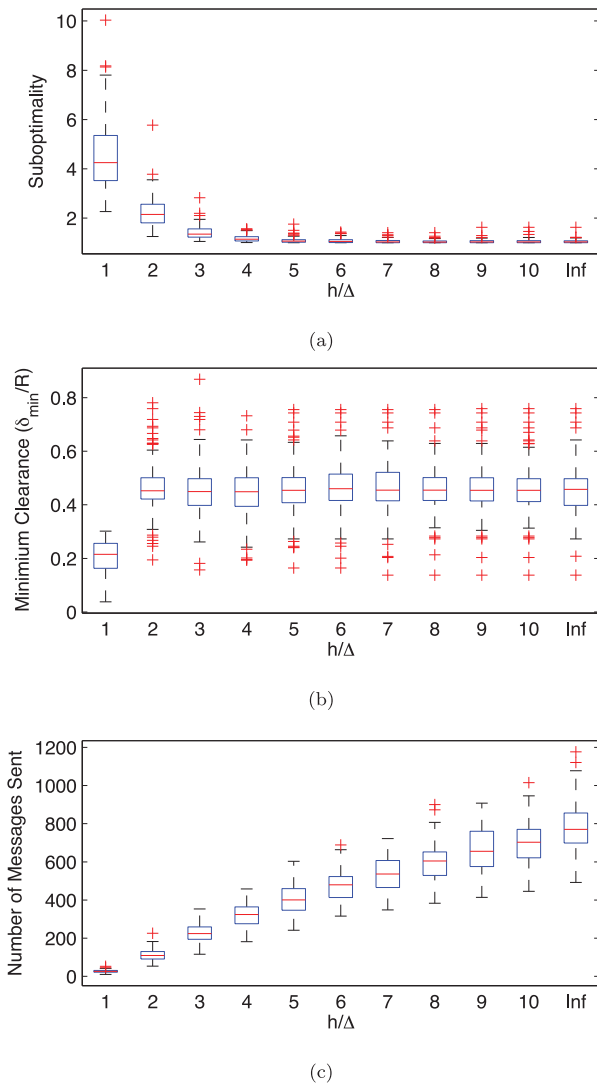 10
8
6
4
2
Suboptimality
1 2 3 4 5 6 7 8 9 10 Inf
h/Δ
(a)
0.8
0.6
0.4
0.2
0
Minimium Clearance (δmin/R)
1 2 3 4 5 6 7 8 9 10 Inf
h/Δ
(b)
1200
1000
800
600
400
200
0
Number of Messages Sent
1 2 3 4 5 6 7 8 9 10 Inf
h/Δ
(c)